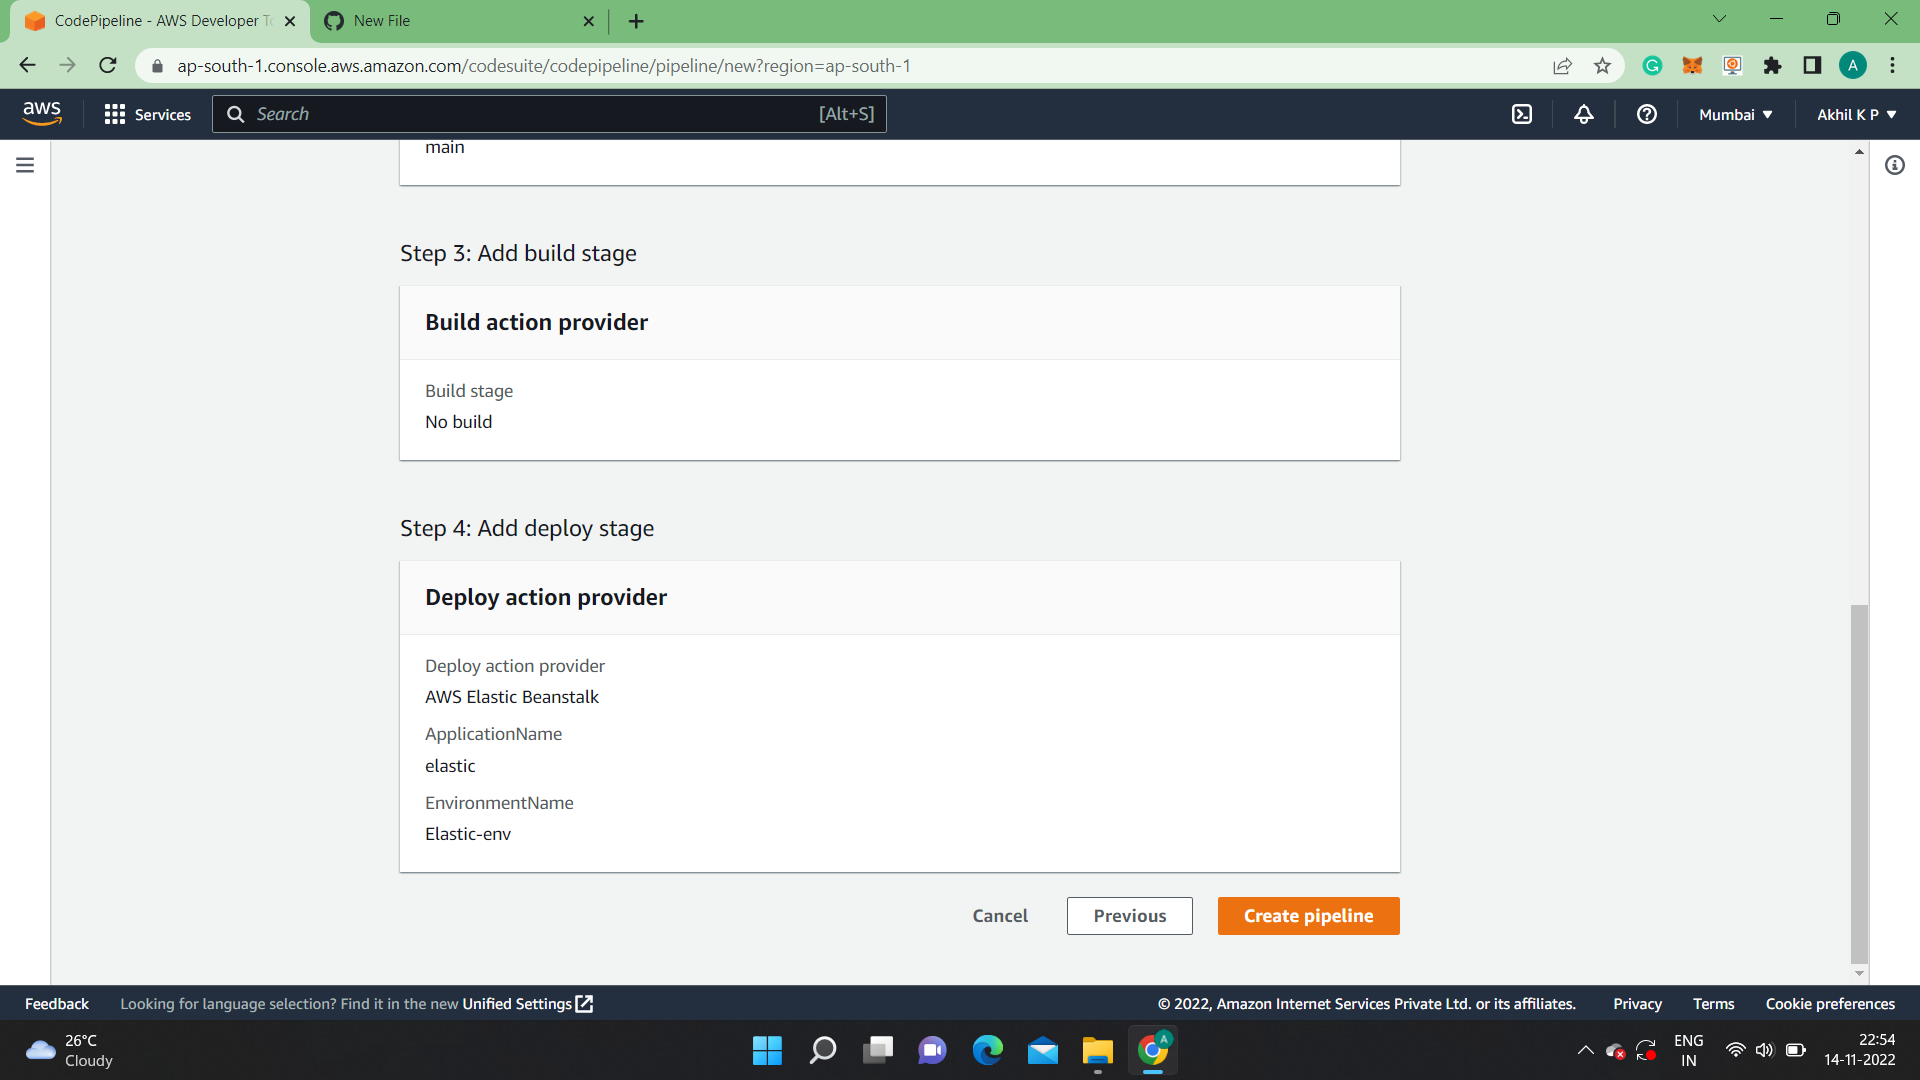 CodePipeline - AWS Developer To
New File
ap-south-1.console.aws.amazon.com/codesuite/codepipeline/pipeline/new?region=ap-south-1
A
aws
Services
Search
[Alt+S]
Mumbai
Akhil K P
main
Step 3: Add build stage
Build action provider
Build stage
No build
Step 4: Add deploy stage
Deploy action provider
Deploy action provider
AWS Elastic Beanstalk
ApplicationName
elastic
EnvironmentName
Elastic-env
Cancel
Previous
Create pipeline
Feedback
Looking for language selection? Find it in the new Unified Settings
© 2022, Amazon Internet Services Private Ltd. or its affiliates.
Privacy
Terms
Cookie preferences
26°C
Cloudy
A
ENG
IN
22:54
14-11-2022